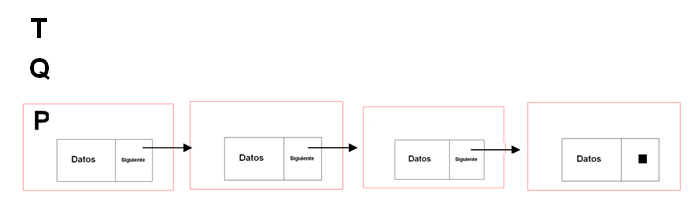 T
Q
P
Datos Siguiente
Datos Siguiente
Datos Siguiente
Datos